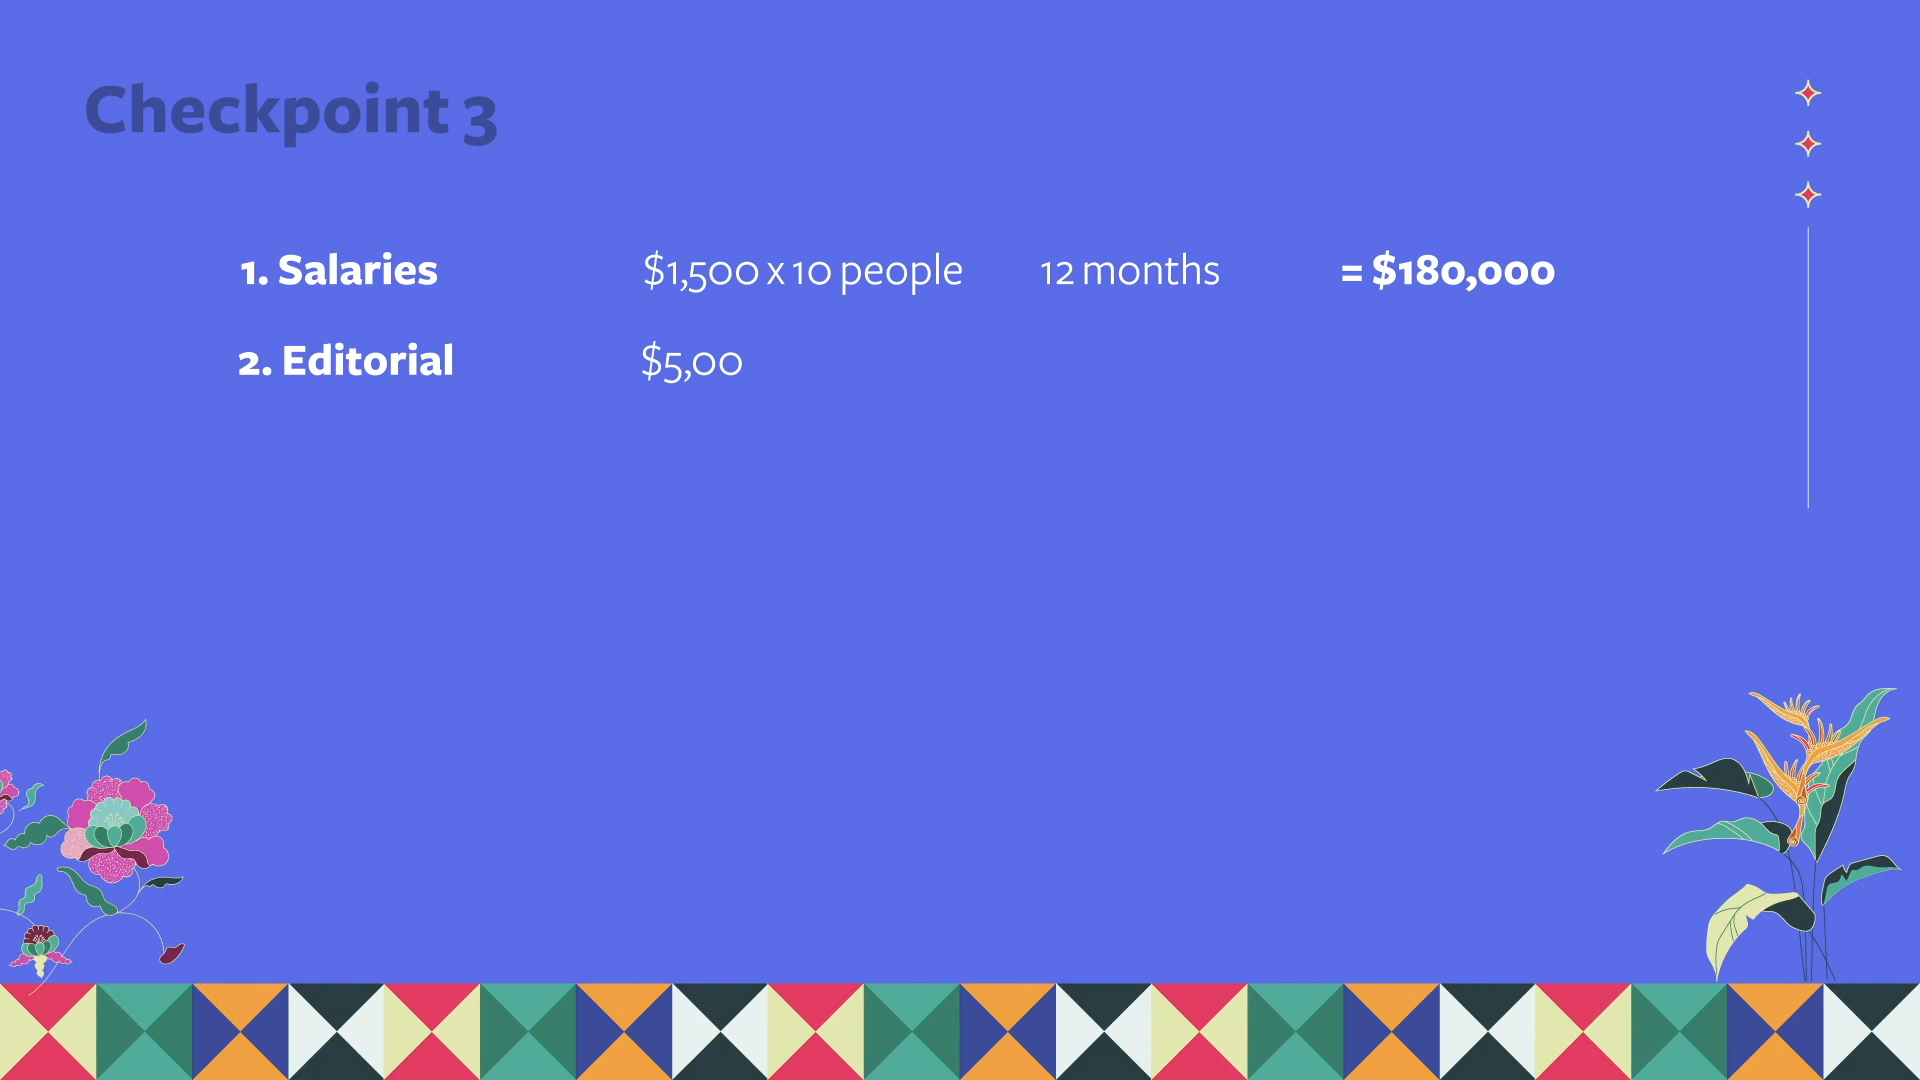 Checkpoint 3
1. Salaries $1,500 x 10 people 12 months = $180,000
2. Editorial $5,00